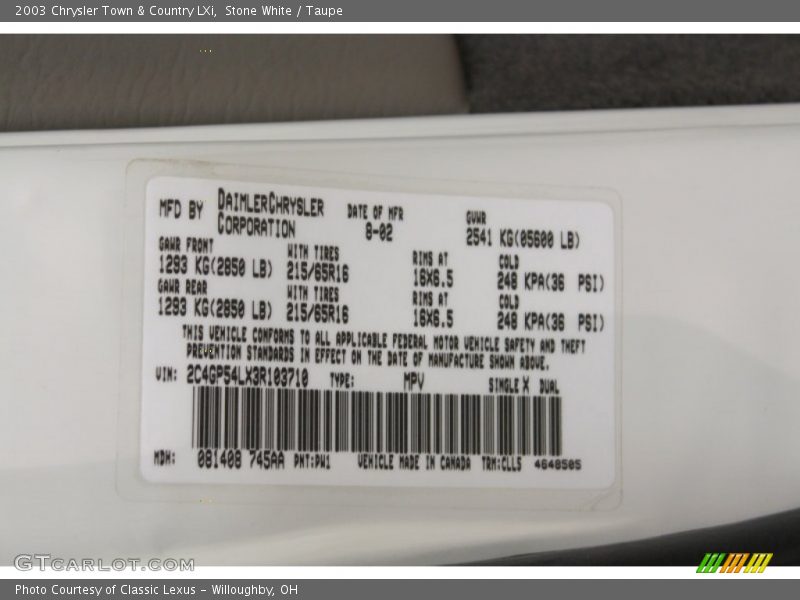 2003 Chrysler Town & Country LXi, Stone White / Taupe
MFD BY DAIMLERCHRYSLER CORPORATION DATE OF MFR 8-02 GVWR 2541 KG(05600 LB)
GAWR FRONT WITH TIRES RIMS AT COLD
1293 KG(2850 LB) 215/65R16 16X6.5 248 KPA(36 PSI)
GAWR REAR WITH TIRES RIMS AT COLD
1293 KG(2850 LB) 215/65R16 16X6.5 248 KPA(36 PSI)
THIS VEHICLE CONFORMS TO ALL APPLICABLE FEDERAL MOTOR VEHICLE SAFETY AND THEFT
PREVENTION STANDARDS IN EFFECT ON THE DATE OF MANUFACTURE SHOWN ABOVE.
VIN: 2C4GP54LX3R103710 TYPE: MPV SINGLE X DUAL
MDH: 081408 745AA PNT:PW1 VEHICLE MADE IN CANADA TRM:CLL5 4648505
GTCARLOT.COM
Photo Courtesy of Classic Lexus - Willoughby, OH